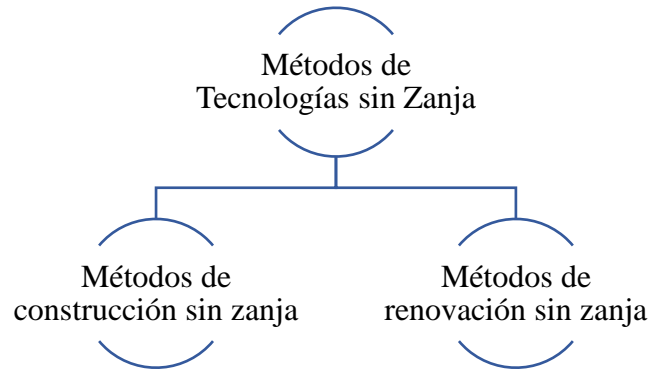 Métodos de
Tecnologías sin Zanja
Métodos de
construcción sin zanja
Métodos de
renovación sin zanja